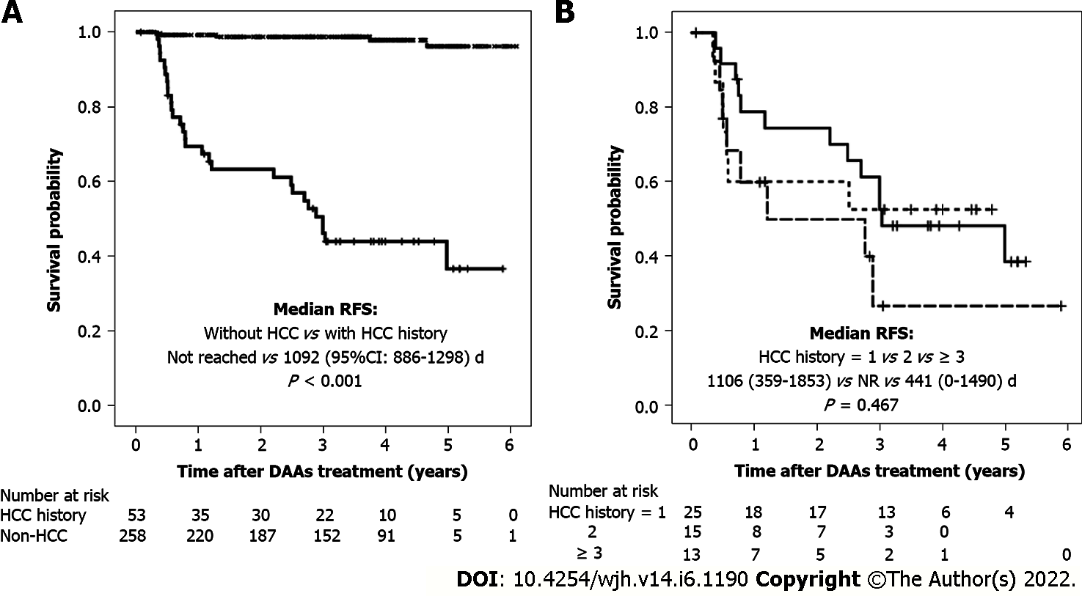 A
Survival probability
1.0
0.8
0.6
0.4
0.2
0.0
Median RFS:
Without HCC vs with HCC history
Not reached vs 1092 (95%CI: 886-1298) d
P < 0.001
0 1 2 3 4 5 6
Time after DAAs treatment (years)
Number at risk
HCC history 53 35 30 22 10 5 0
Non-HCC 258 220 187 152 91 5 1
B
Survival probability
1.0
0.8
0.6
0.4
0.2
0.0
Median RFS:
HCC history = 1 vs 2 vs ≥ 3
1106 (359-1853) vs NR vs 441 (0-1490) d
P = 0.467
0 1 2 3 4 5 6
Time after DAAs treatment (years)
Number at risk
HCC history = 1 25 18 17 13 6 4
2 15 8 7 3 0
≥ 3 13 7 5 2 1 0
DOI: 10.4254/wjh.v14.i6.1190 Copyright ©The Author(s) 2022.